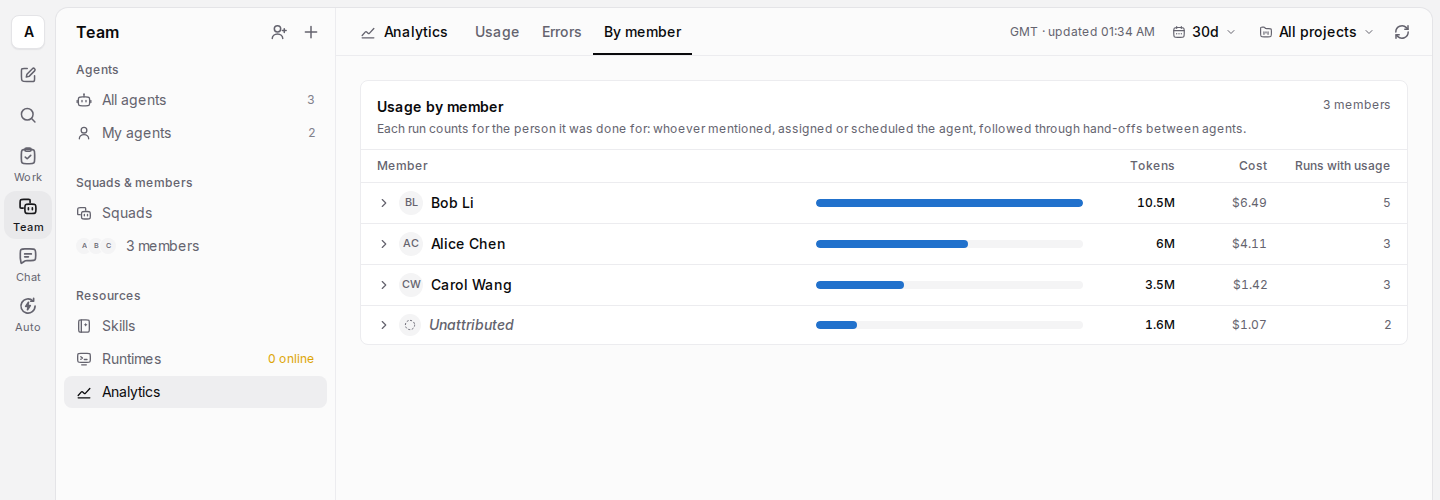 A
Work
Team
Chat
Auto
Team
Agents
All agents 3
My agents 2
Squads & members
Squads
A B C 3 members
Resources
Skills
Runtimes 0 online
Analytics
Analytics Usage Errors By member GMT · updated 01:34 AM 30d All projects
Usage by member 3 members
Each run counts for the person it was done for: whoever mentioned, assigned or scheduled the agent, followed through hand-offs between agents.
Member Tokens Cost Runs with usage
BL Bob Li 10.5M $6.49 5
AC Alice Chen 6M $4.11 3
CW Carol Wang 3.5M $1.42 3
Unattributed 1.6M $1.07 2